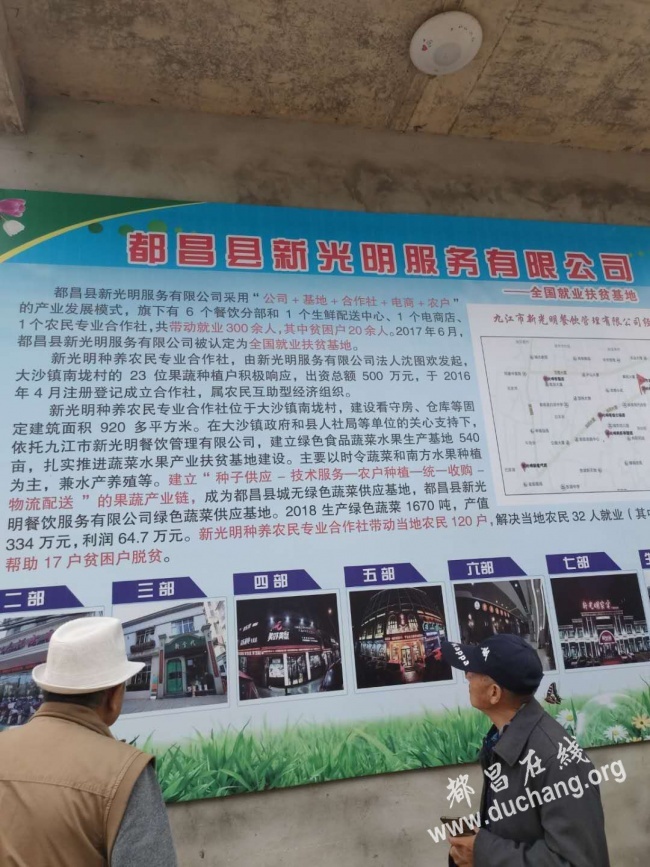 都昌县新光明服务有限公司
——全国就业扶贫基地
都昌县新光明服务有限公司采用“公司+基地+合作社+电商+农户”
的产业发展模式，旗下有 6 个餐饮分部和 1 个生鲜配送中心、1 个电商店、
1 个农民专业合作社，共带动就业300余人，其中贫困户20余人。2017年6月，
都昌县新光明服务有限公司被认定为全国就业扶贫基地。
新光明种养农民专业合作社，由新光明服务有限公司法人沈图欢发起，
大沙镇南垅村的 23 位果蔬种植户积极响应，出资总额 500 万元，于 2016
年 4 月注册登记成立合作社，属农民互助型经济组织。
新光明种养农民专业合作社位于大沙镇南垅村，建设看守房、仓库等固
定建筑面积 920 多平方米。在大沙镇政府和县人社局等单位的关心支持下，
依托九江市新光明餐饮管理有限公司，建立绿色食品蔬菜水果生产基地 540
亩，扎实推进蔬菜水果产业扶贫基地建设。主要以时令蔬菜和南方水果种植
为主，兼水产养殖等。建立“种子供应－技术服务—农户种植—统一收购－
物流配送 ”的果蔬产业链，成为都昌县城无绿色蔬菜供应基地，都昌县新光
明餐饮服务有限公司绿色蔬菜供应基地。2018 生产绿色蔬菜 1670 吨，产值
334 万元，利润 64.7 万元。新光明种养农民专业合作社带动当地农民 120 户，解决当地农民 32 人就业（其中
帮助 17 户贫困户脱贫。
九江市新光明餐饮管理有限公司
二部
三部
四部
五部
六部
七部
新光明官宴
都昌在线
www.duchang.org